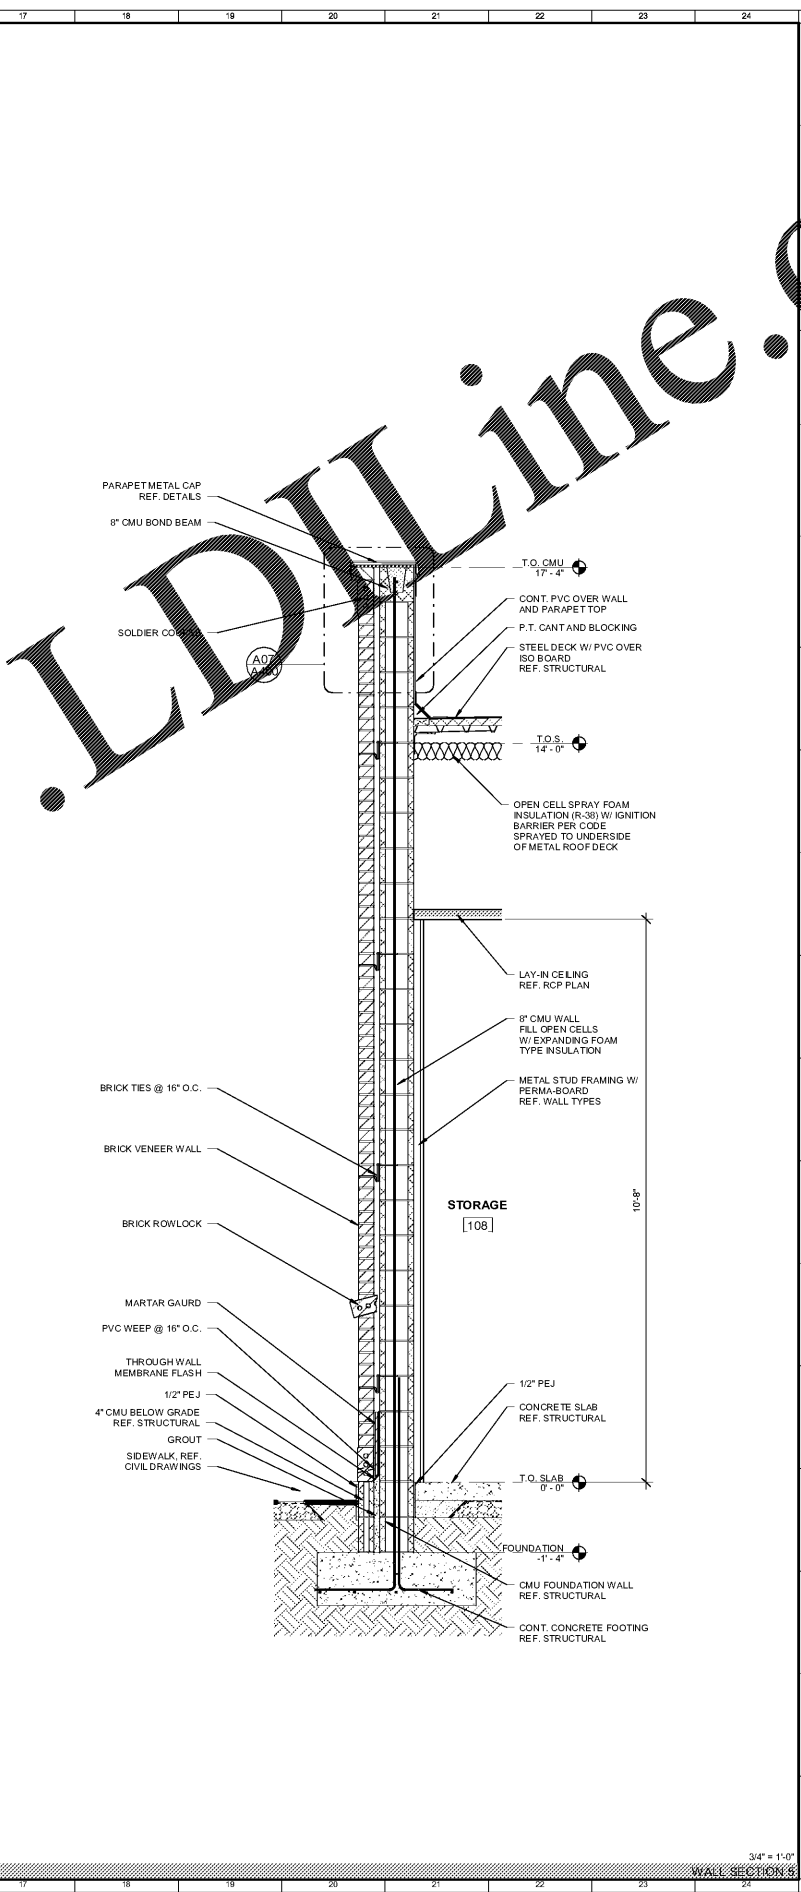 17 18 19 20 21 22 23 24
.LDILine.
PARAPET METAL CAP
REF. DETAILS
8" CMU BOND BEAM
SOLDIER
A07
A4
T.O. CMU
17' - 4"
CONT. PVC OVER WALL
AND PARAPET TOP
P.T. CANT AND BLOCKING
STEEL DECK W/ PVC OVER
ISO BOARD
REF. STRUCTURAL
T.O.S.
14' - 0"
OPEN CELL SPRAY FOAM
INSULATION (R-38) W/ IGNITION
BARRIER PER CODE
SPRAYED TO UNDERSIDE
OF METAL ROOF DECK
LAY-IN CEILING
REF. RCP PLAN
8" CMU WALL
FILL OPEN CELLS
W/ EXPANDING FOAM
TYPE INSULATION
METAL STUD FRAMING W/
PERMA-BOARD
REF. WALL TYPES
BRICK TIES @ 16" O.C.
BRICK VENEER WALL
BRICK ROWLOCK
STORAGE
108
10'-8"
MARTAR GAURD
PVC WEEP @ 16" O.C.
THROUGH WALL
MEMBRANE FLASH
1/2" PEJ
4" CMU BELOW GRADE
REF. STRUCTURAL
GROUT
SIDEWALK, REF.
CIVIL DRAWINGS
1/2" PEJ
CONCRETE SLAB
REF. STRUCTURAL
T.O. SLAB
0' - 0"
FOUNDATION
-1' - 4"
CMU FOUNDATION WALL
REF. STRUCTURAL
CONT. CONCRETE FOOTING
REF. STRUCTURAL
3/4" = 1'-0"
WALL SECTION 5
17 18 19 20 21 22 23 24